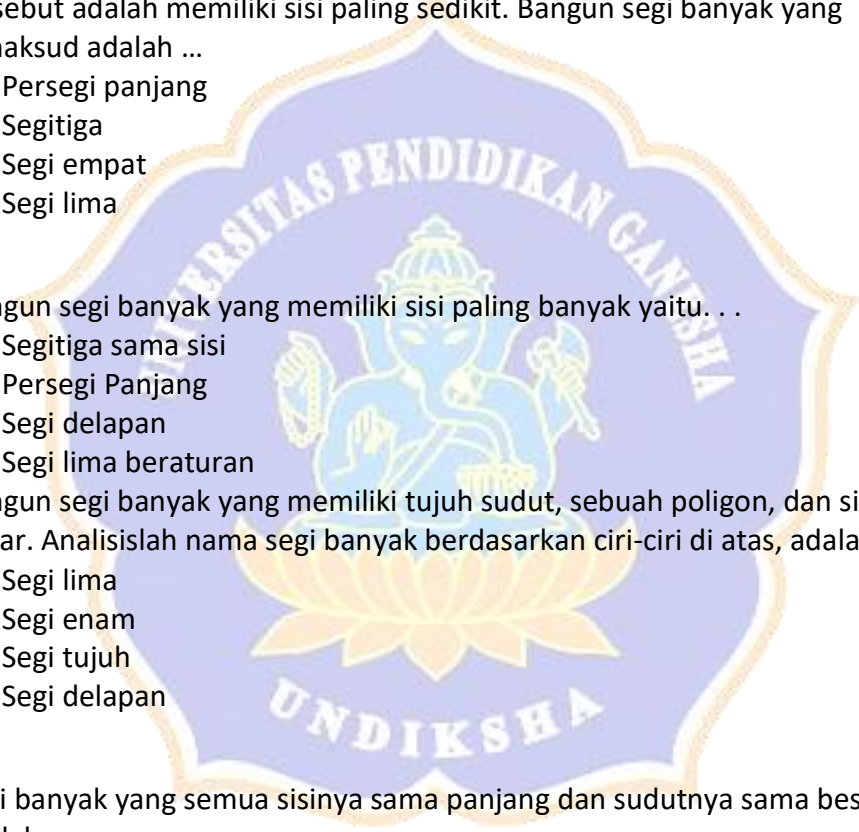 sebut adalah memiliki sisi paling sedikit. Bangun segi banyak yang
aksud adalah ...
Persegi panjang
Segitiga
Segi empat
Segi lima
gun segi banyak yang memiliki sisi paling banyak yaitu. . .
Segitiga sama sisi
Persegi Panjang
Segi delapan
Segi lima beraturan
gun segi banyak yang memiliki tujuh sudut, sebuah poligon, dan si
ar. Analisislah nama segi banyak berdasarkan ciri-ciri di atas, adala
Segi lima
Segi enam
Segi tujuh
Segi delapan
i banyak yang semua sisinya sama panjang dan sudutnya sama bes
UNIVERSITAS PENDIDIKAN GANESHA
UNDIKSHA